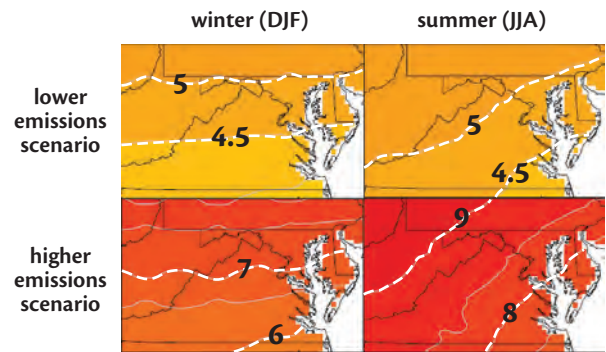 winter (DJF)
summer (JJA)
lower
emissions
scenario
5
4.5
5
4.5
higher
emissions
scenario
7
6
9
8